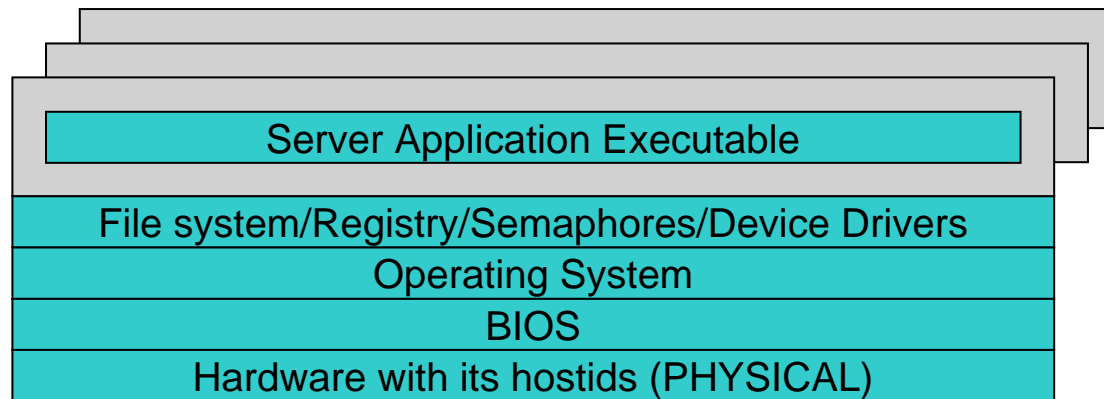 Server Application Executable
File system/Registry/Semaphores/Device Drivers
Operating System
BIOS
Hardware with its hostids (PHYSICAL)